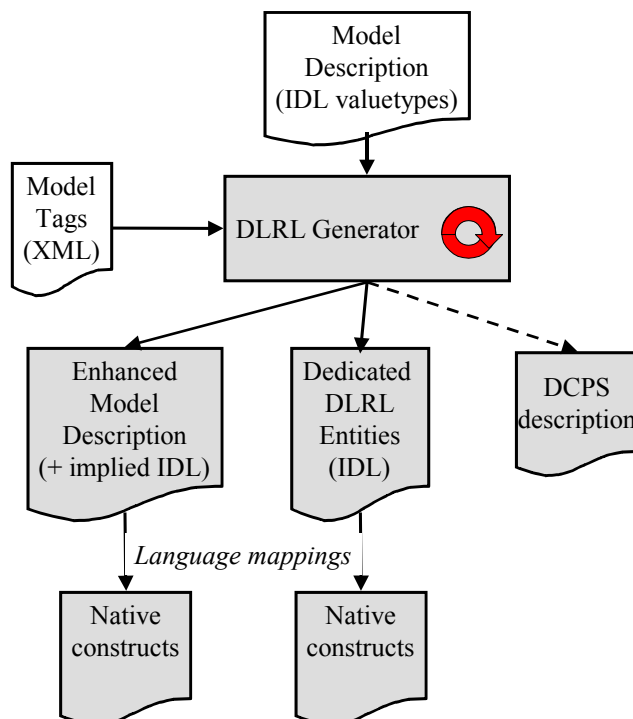 Model
Description
(IDL valuetypes)
Model
Tags
(XML)
DLRL Generator
Enhanced
Model
Description
(+ implied IDL)
Dedicated
DLRL
Entities
(IDL)
DCPS
description
Language mappings
Native
constructs
Native
constructs